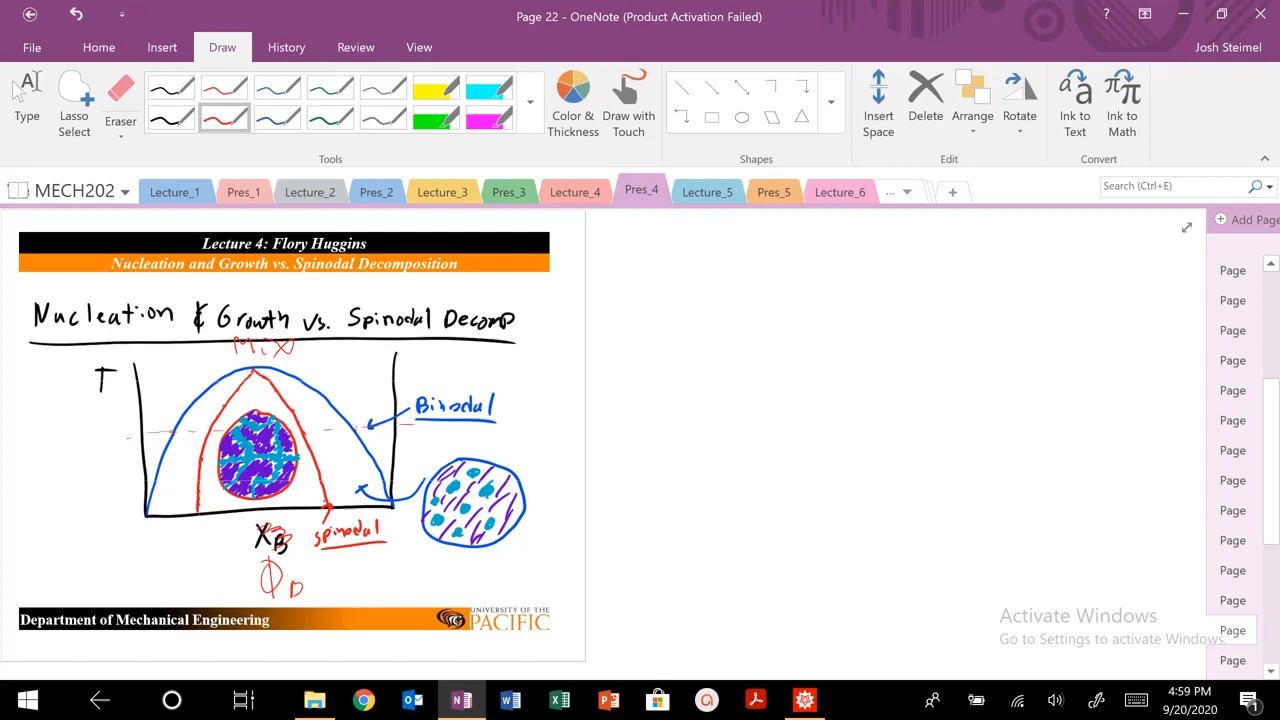 Page 22 - OneNote (Product Activation Failed)
?
File Home Insert Draw History Review View Josh Steimel
Type
Lasso Select
Eraser
Color & Thickness
Draw with Touch
Insert Space
Delete
Arrange
Rotate
Ink to Text
Ink to Math
Tools Shapes Edit Convert
MECH202 Lecture_1 Pres_1 Lecture_2 Pres_2 Lecture_3 Pres_3 Lecture_4 Pres_4 Lecture_5 Pres_5 Lecture_6 ... Search (Ctrl+E)
Add Page
Lecture 4: Flory Huggins
Nucleation and Growth vs. Spinodal Decomposition
Nucleation & Growth vs. Spinodal Decomp
Mix
T
Binodal
XB
spinodal
Department of Mechanical Engineering
UNIVERSITY OF THE
PACIFIC
Page
Page
Page
Page
Page
Page
Page
Page
Page
Page
Page
Page
Page
Page
Activate Windows
Go to Settings to activate Windows.
4:59 PM
9/20/2020